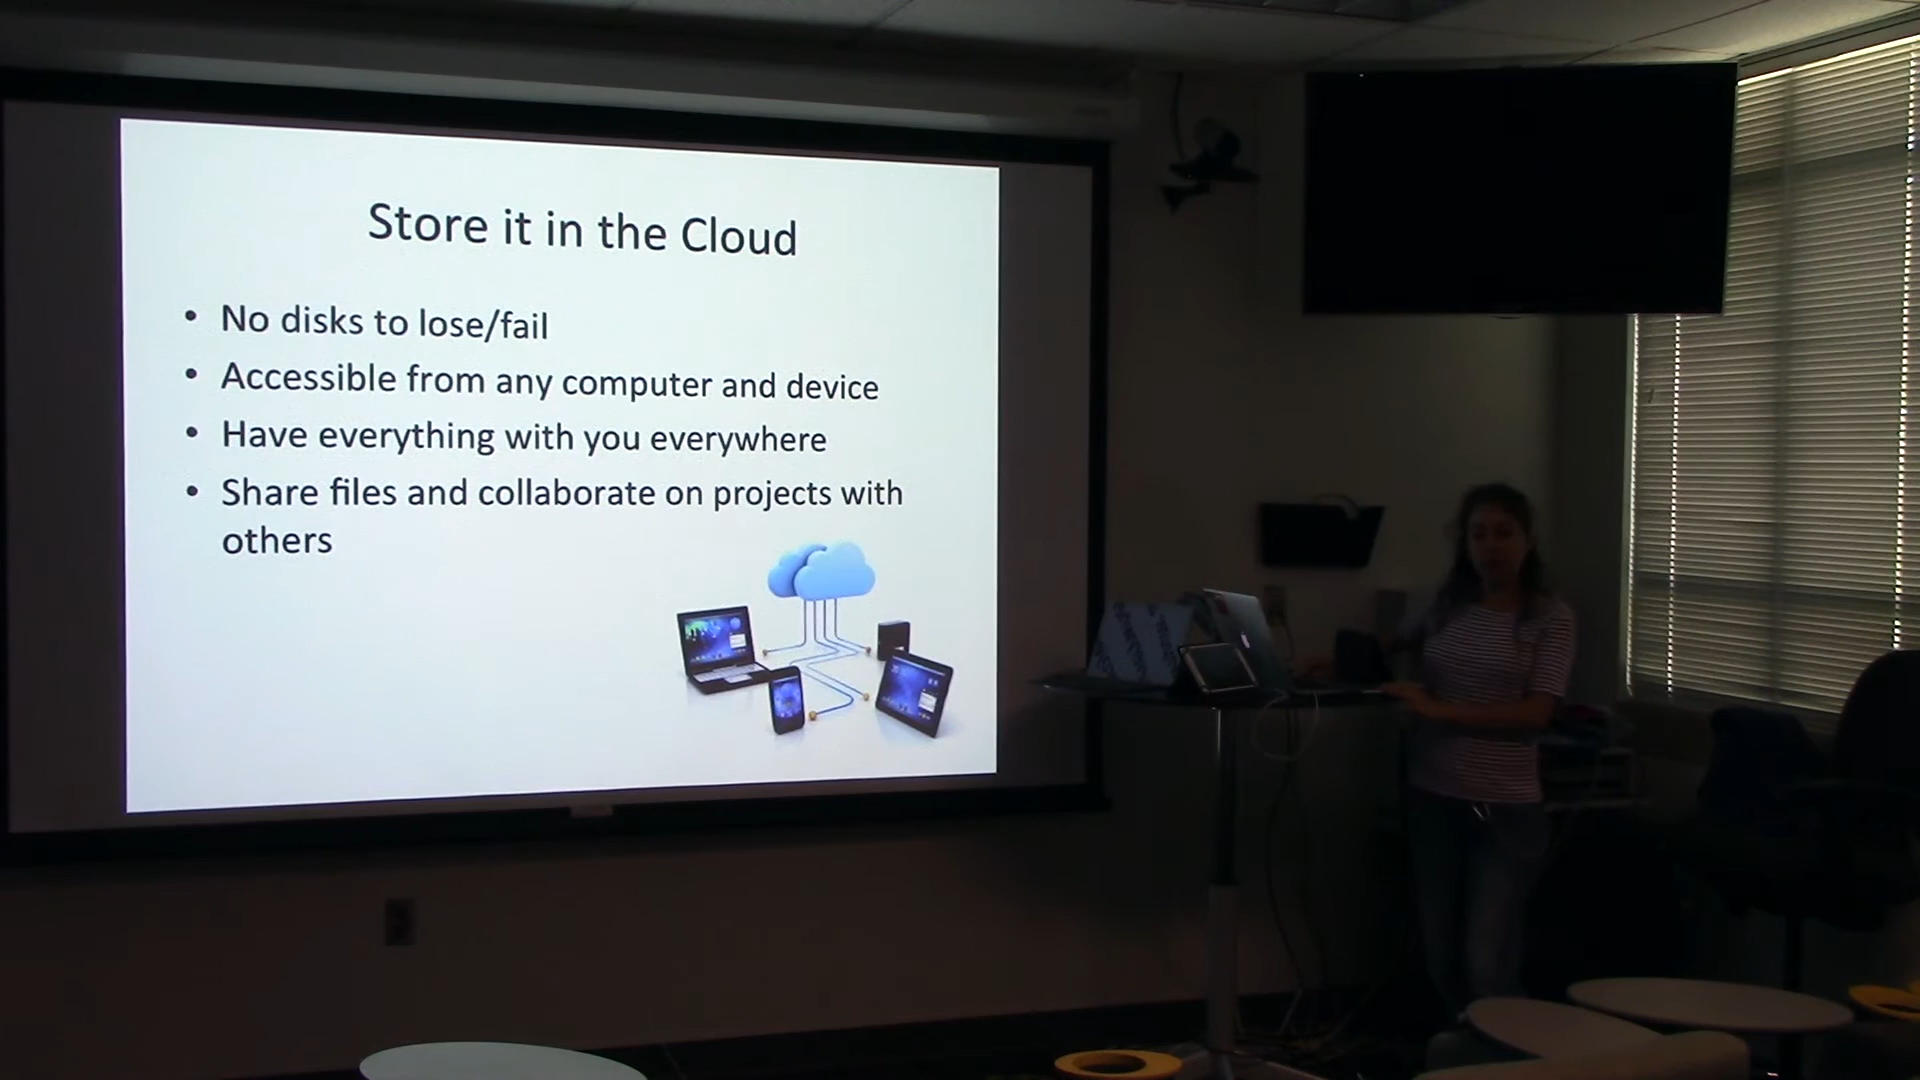 Store it in the Cloud
• No disks to lose/fail
• Accessible from any computer and device
• Have everything with you everywhere
• Share files and collaborate on projects with
others